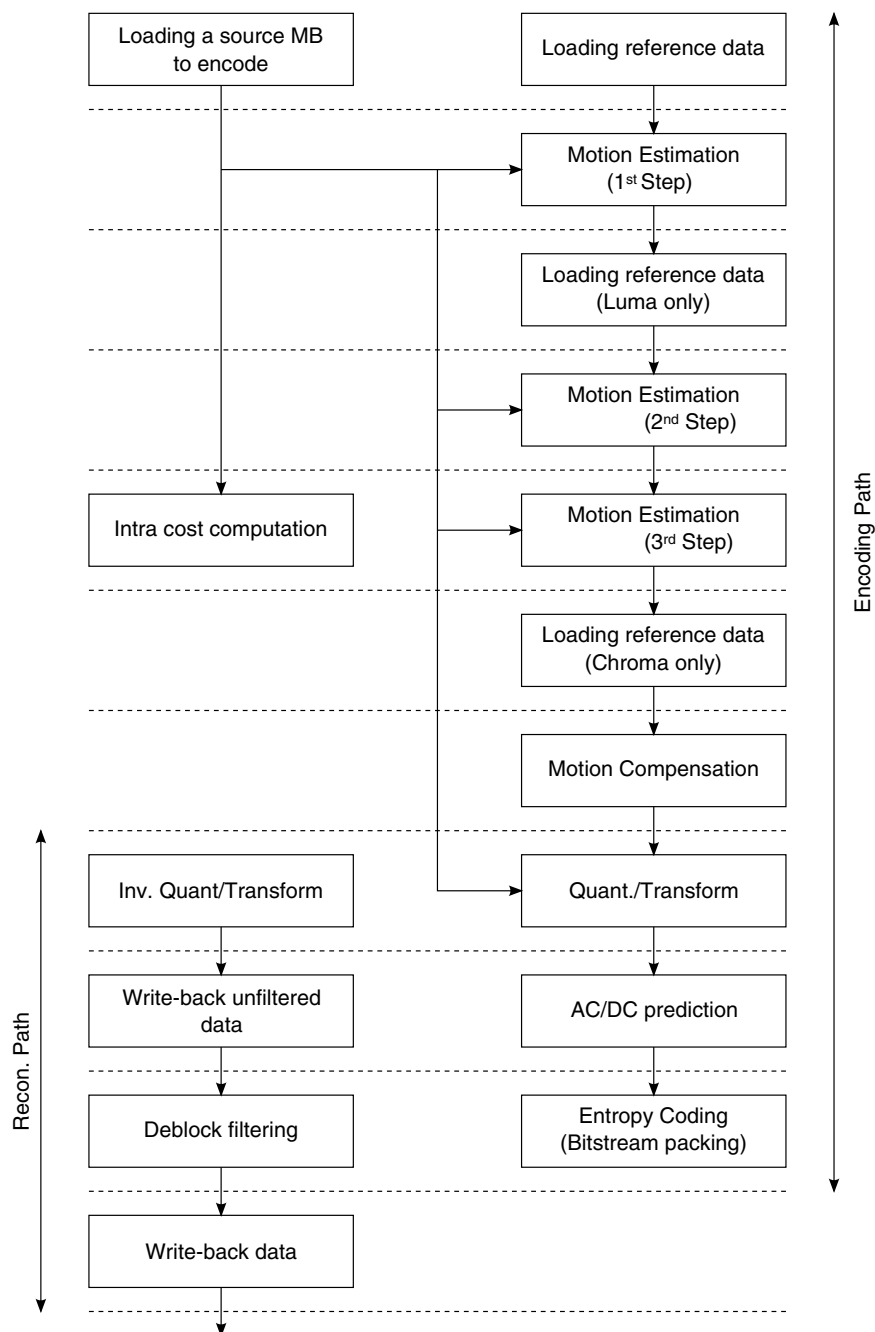 Loading a source MB
to encode
Loading reference data
Motion Estimation
(1st Step)
Loading reference data
(Luma only)
Motion Estimation
(2nd Step)
Intra cost computation
Motion Estimation
(3rd Step)
Loading reference data
(Chroma only)
Motion Compensation
Inv. Quant/Transform
Quant./Transform
Write-back unfiltered
data
AC/DC prediction
Deblock filtering
Entropy Coding
(Bitstream packing)
Write-back data
Encoding Path
Recon. Path